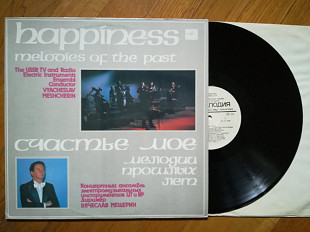 happiness
melodies of the past
The USSR TV and Radio
Electric Instruments
Ensemble
Conductor
VYACHESLAV
MESHCHERIN
СЧАСТЬЕ МОЕ
МЕЛОДИИ
ПРОШЛЫХ
ЛЕТ
Концертный ансамбль
электромузыкальных
инструментов ЦТ и ВР
Дирижер
ВЯЧЕСЛАВ МЕЩЕРИН